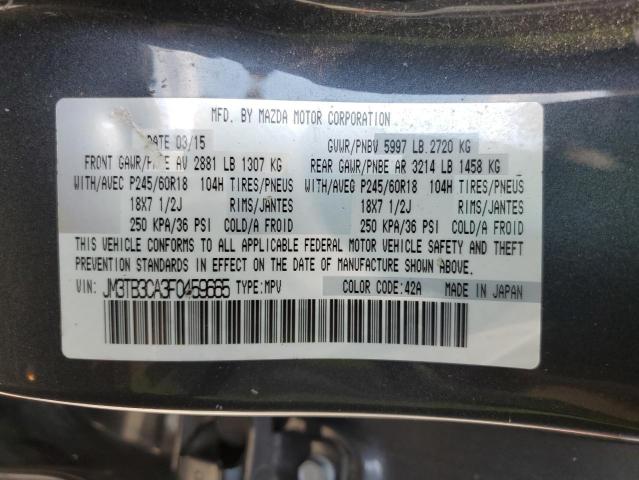 MFD. BY MAZDA MOTOR CORPORATION
DATE 03/15 GVWR/PNBV 5997 LB 2720 KG
FRONT GAWR/P E AV 2881 LB 1307 KG REAR GAWR/PNBE AR 3214 LB 1458 KG
WITH/AVEC P245/60R18 104H TIRES/PNEUS WITH/AVEC P245/60R18 104H TIRES/PNEUS
18X7 1/2J RIMS/JANTES 18X7 1/2J RIMS/JANTES
250 KPA/36 PSI COLD/A FROID 250 KPA/36 PSI COLD/A FROID
THIS VEHICLE CONFORMS TO ALL APPLICABLE FEDERAL MOTOR VEHICLE SAFETY AND THEFT
PREVENTION STANDARDS IN EFFECT ON THE DATE OF MANUFACTURE SHOWN ABOVE.
VIN: JM3TB3CA3F0459665 TYPE:MPV COLOR CODE:42A MADE IN JAPAN